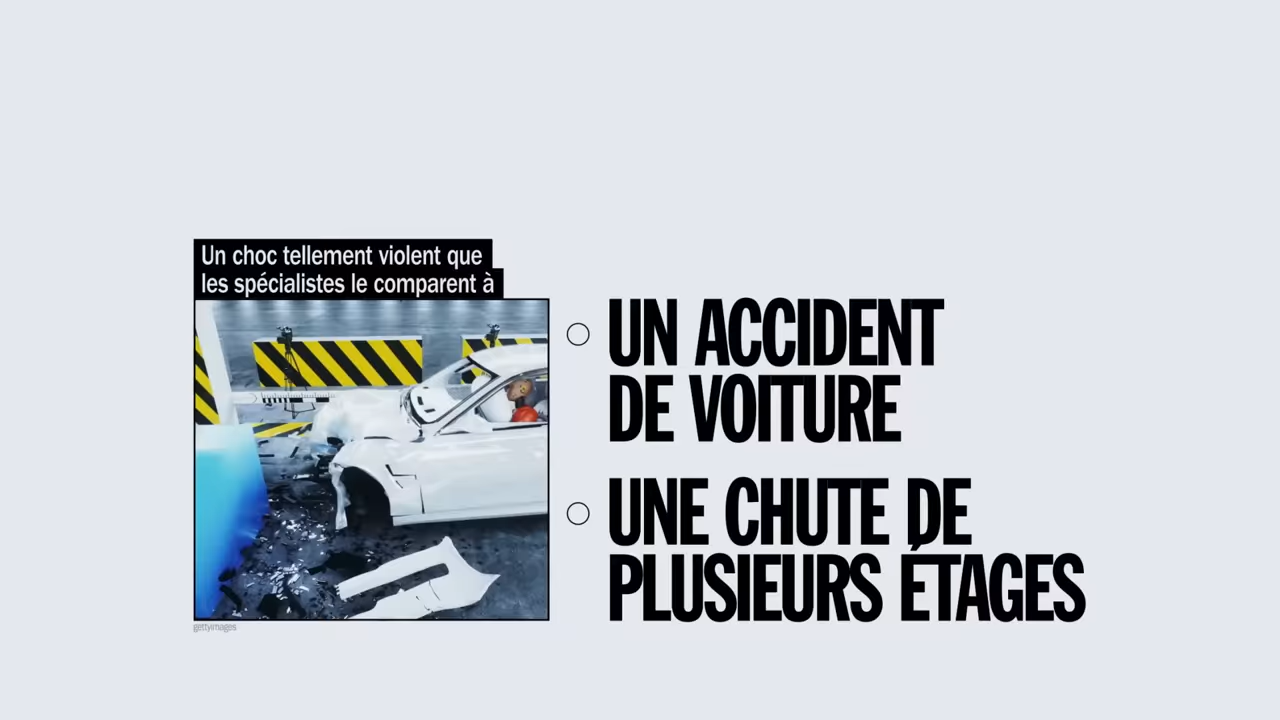 Un choc tellement violent que
les spécialistes le comparent à
UN ACCIDENT
DE VOITURE
UNE CHUTE DE
PLUSIEURS ÉTAGES
gettyimages